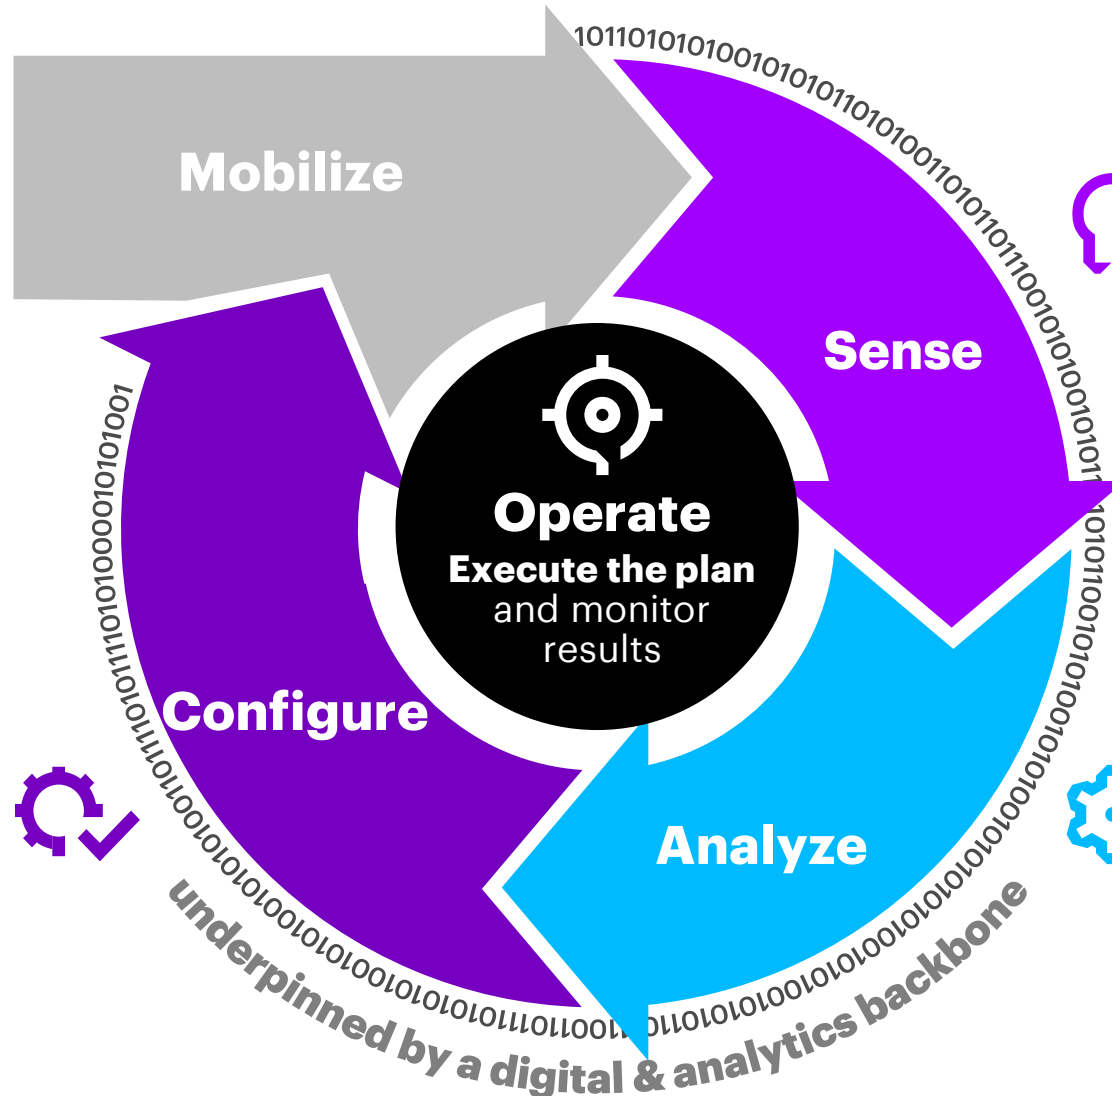 Mobilize
Sense
Operate
Execute the plan
and monitor
results
Configure
Analyze
underpinned by a digital & analytics backbone